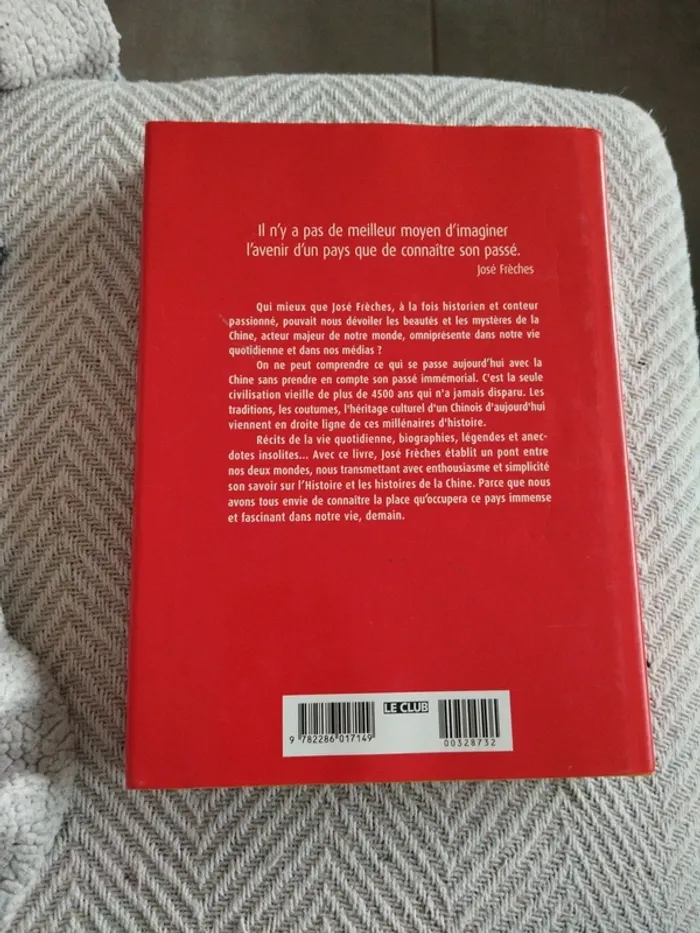 Il n'y a pas de meilleur moyen d'imaginer
l'avenir d'un pays que de connaître son passé.
José Frèches
Qui mieux que José Frèches, à la fois historien et conteur
passionné, pouvait nous dévoiler les beautés et les mystères de la
Chine, acteur majeur de notre monde, omniprésente dans notre vie
quotidienne et dans nos médias ?
On ne peut comprendre ce qui se passe aujourd'hui avec la
Chine sans prendre en compte son passé immémorial. C'est la seule
civilisation vieille de plus de 4500 ans qui n'a jamais disparu. Les
traditions, les coutumes, l'héritage culturel d'un Chinois d'aujourd'hui
viennent en droite ligne de ces millénaires d'histoire.
Récits de la vie quotidienne, biographies, légendes et anec-
dotes insolites... Avec ce livre, José Frèches établit un pont entre
nos deux mondes, nous transmettant avec enthousiasme et simplicité
son savoir sur l'Histoire et les histoires de la Chine. Parce que nous
avons tous envie de connaître la place qu'occupera ce pays immense
et fascinant dans notre vie, demain.
LE CLUB
9 782286 017149
00328732